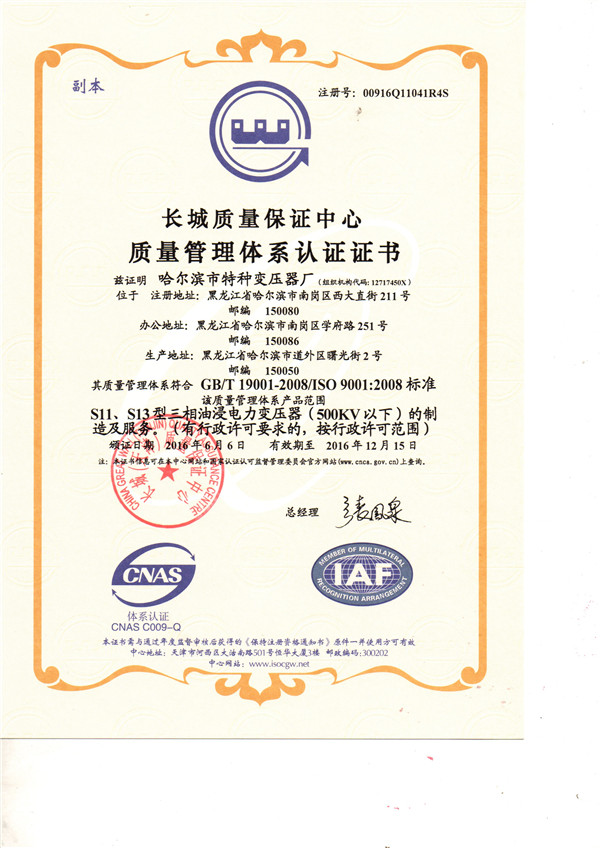 副本
注册号：00916Q11041R4S
长城质量保证中心
质量管理体系认证证书
兹证明 哈尔滨市特种变压器厂（组织机构代码：12717450X）
位于 注册地址：黑龙江省哈尔滨市南岗区西大直街211号
邮编 150080
办公地址：黑龙江省哈尔滨市南岗区学府路251号
邮编 150086
生产地址：黑龙江省哈尔滨市道外区曙光街2号
邮编 150050
其质量管理体系符合 GB/T 19001-2008/ISO 9001:2008 标准
该质量管理体系产品范围
S11、S13型三相油浸电力变压器（500KV以下）的制
造及服务。（有行政许可要求的，按行政许可范围）
颁证日期 2016年6月6日 有效期至 2016年12月15日
注：本证书信息可在本中心网站和国家认证认可监督管理委员会官方网站(www.cnca.gov.cn)上查询。
CHINA GREAT WALL (TIANJIN) QUALITY ASSURANCE CENTRE
长城（天津）质量保证中心
总经理
CNAS
体系认证
CNAS C009-Q
MEMBER OF MULTILATERAL
IAF
RECOGNITION ARRANGEMENT
本证书需与通过年度监督审核后获得的《保持注册资格通知书》原件一并使用方可有效
中心地址：天津市河西区大沽南路501号恒华大厦3楼 邮政编码：300202
中心网站：www.isocgw.net